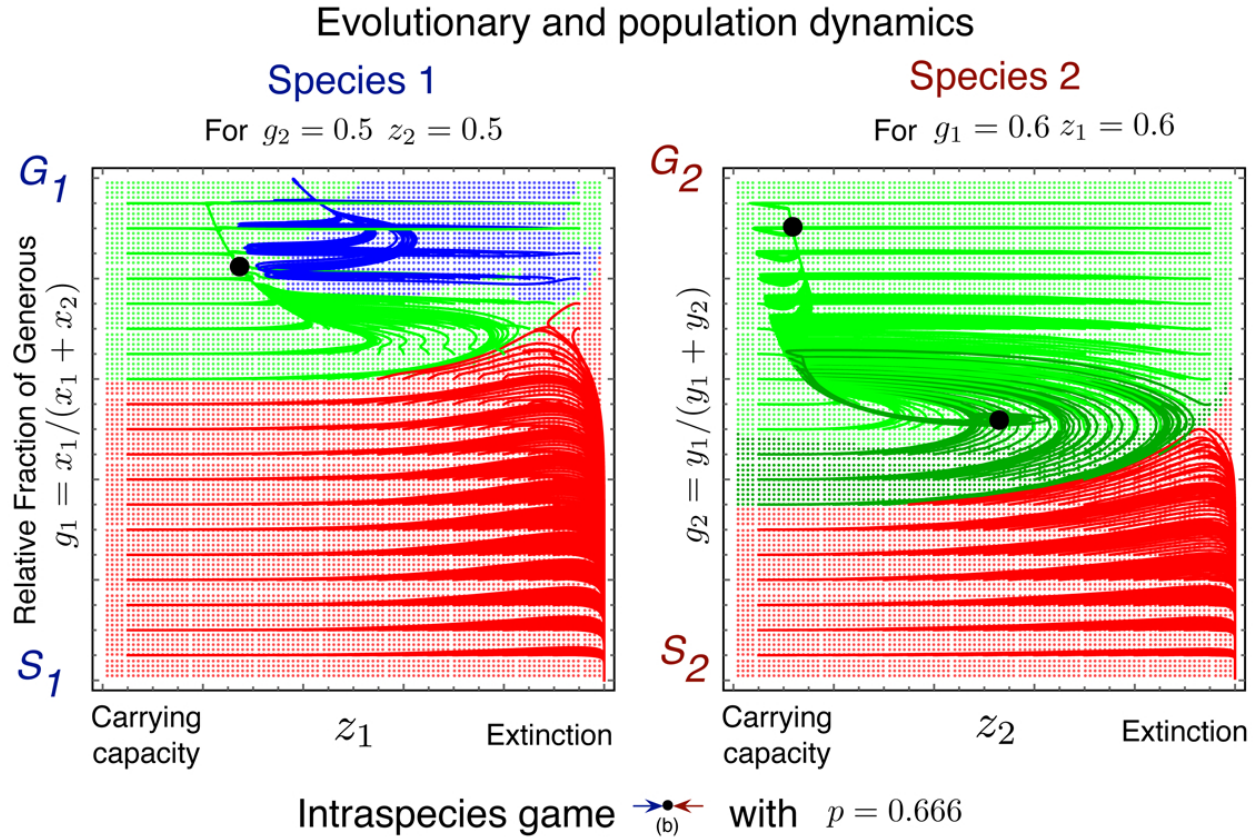 Evolutionary and population dynamics
Species 1
Species 2
For g₂ = 0.5 z₂ = 0.5
For g₁ = 0.6 z₁ = 0.6
G₁
G₂
Relative Fraction of Generous
g₁ = x₁/(x₁ + x₂)
g₂ = y₁/(y₁ + y₂)
S₁
S₂
Carrying
capacity
z₁
Extinction
Carrying
capacity
z₂
Extinction
Intraspecies game (b) with p = 0.666